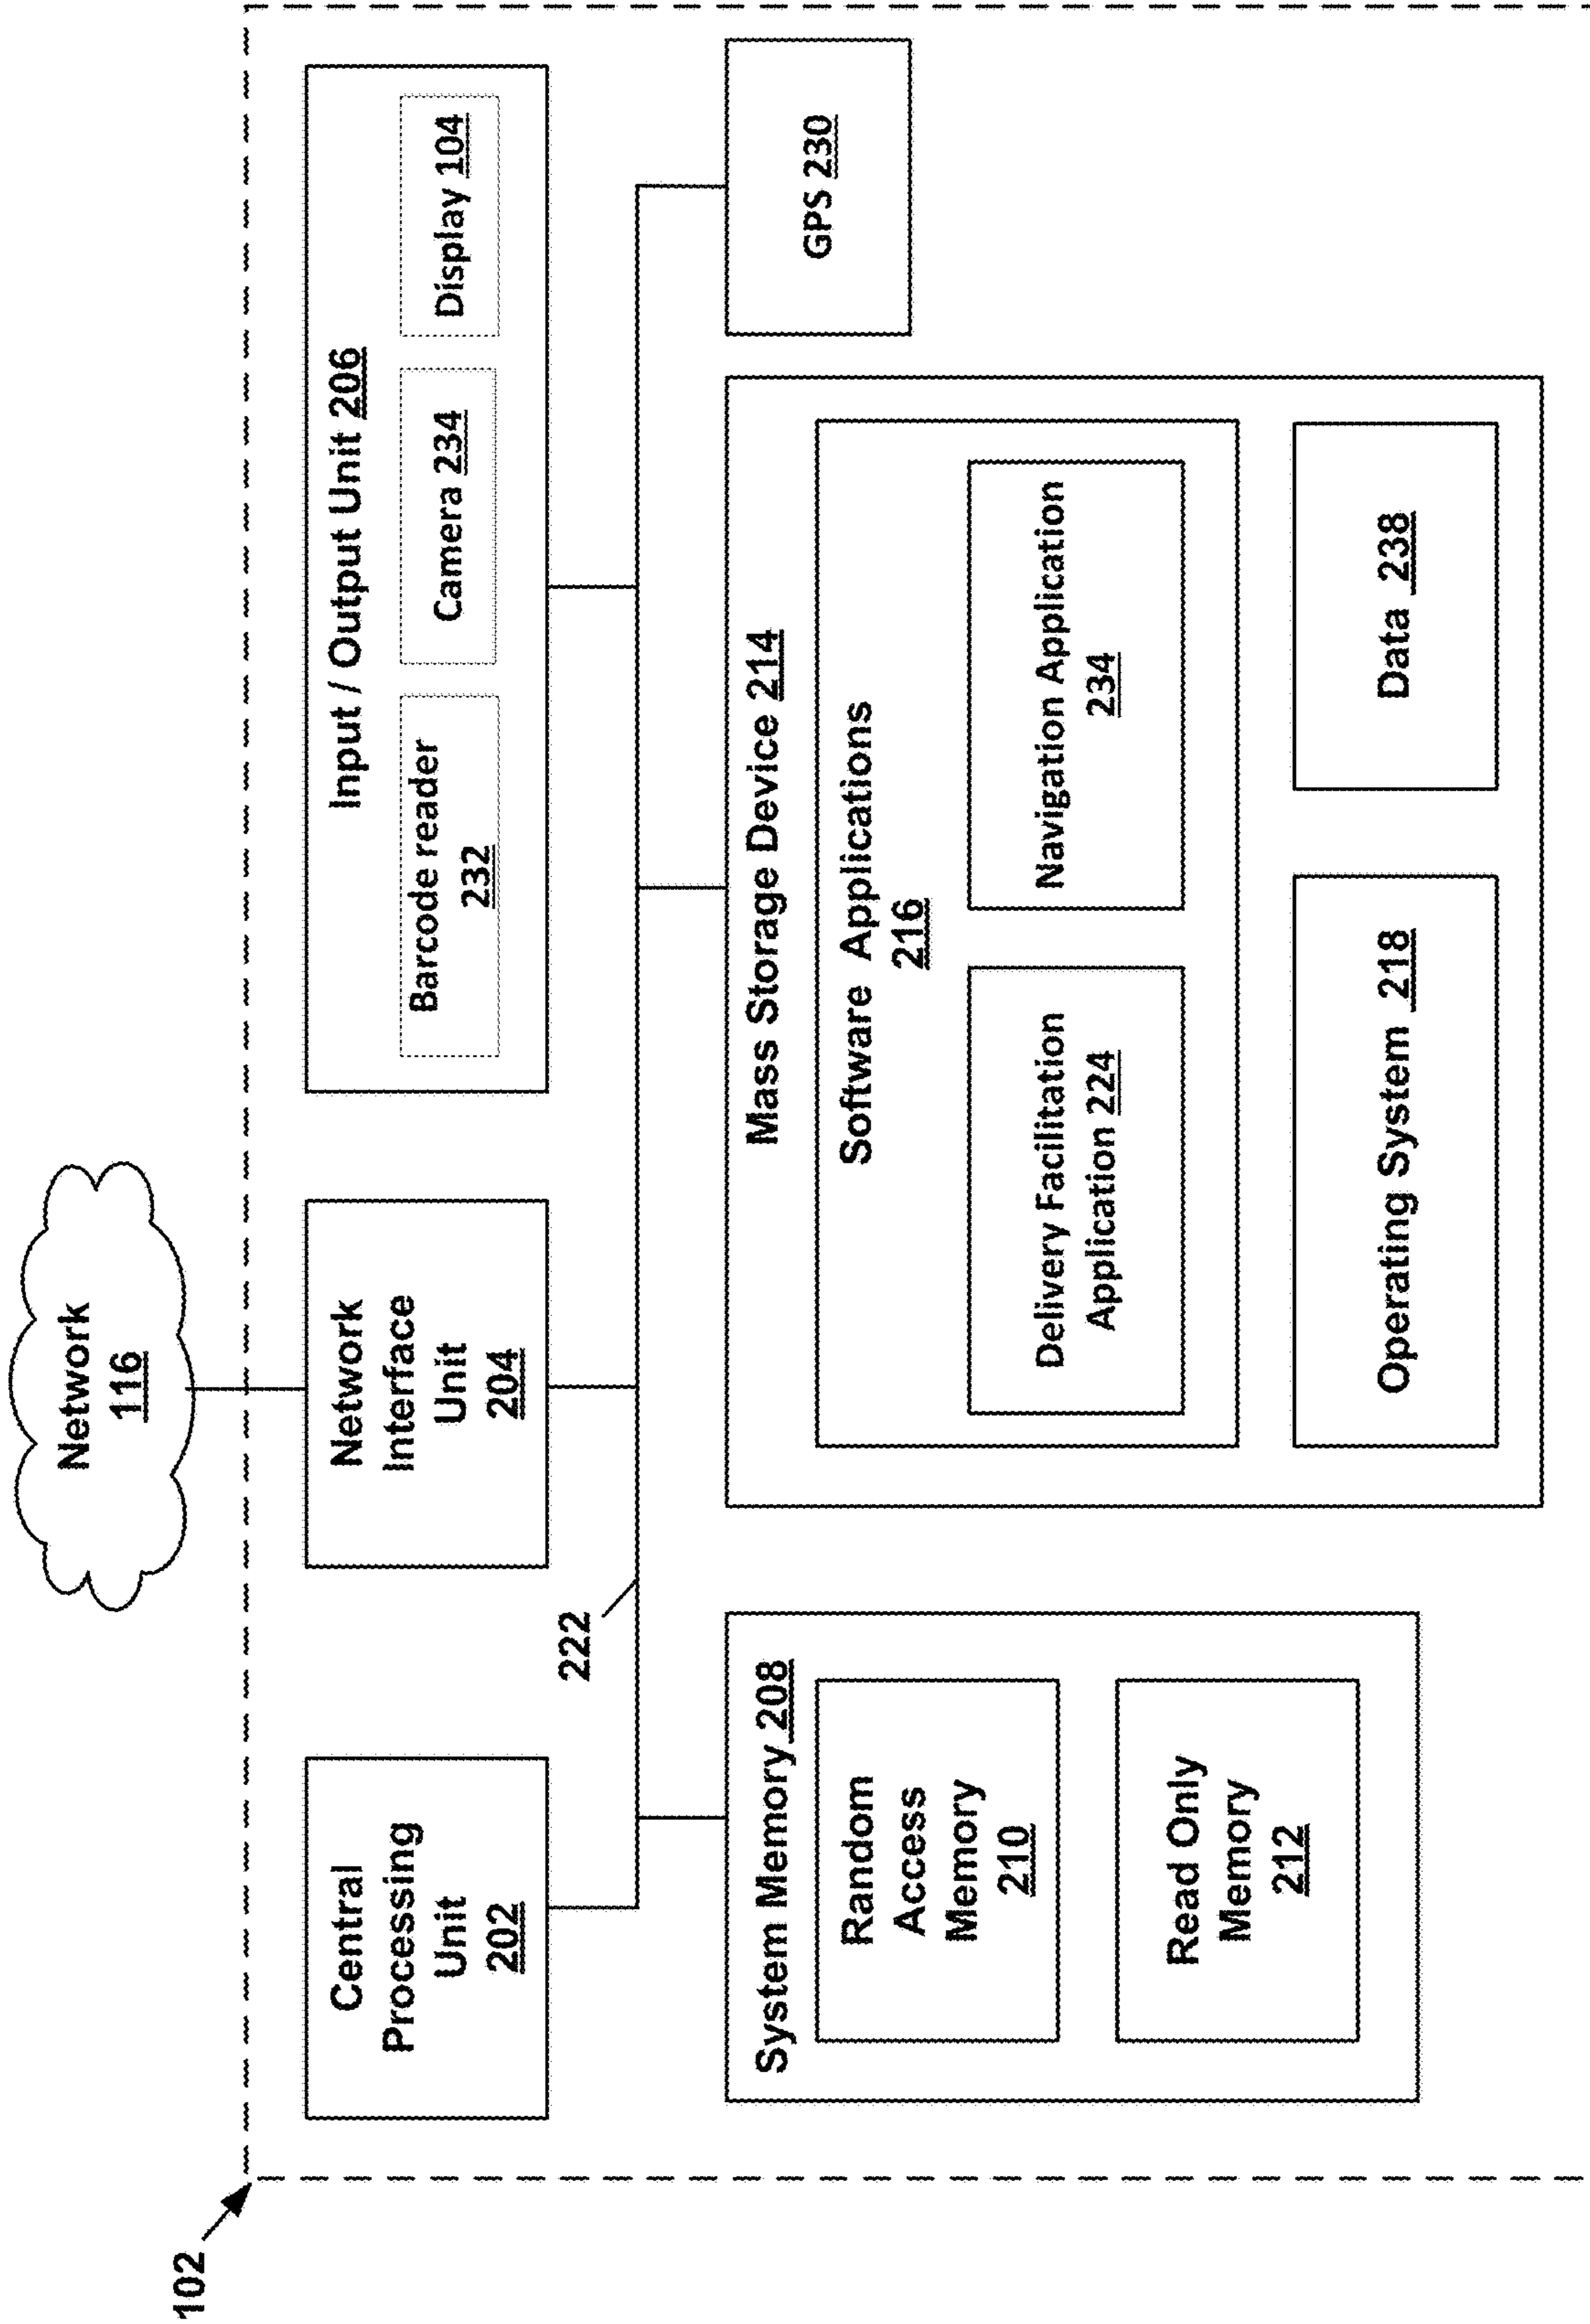 102
Network
116
Central
Processing
Unit
202
Network
Interface
Unit
204
Input / Output Unit 206
Barcode reader
232
Camera 234
Display 104
222
System Memory 208
Random
Access
Memory
210
Read Only
Memory
212
Mass Storage Device 214
Software Applications
216
Delivery Facilitation
Application 224
Navigation Application
234
Operating System 218
Data 238
GPS 230